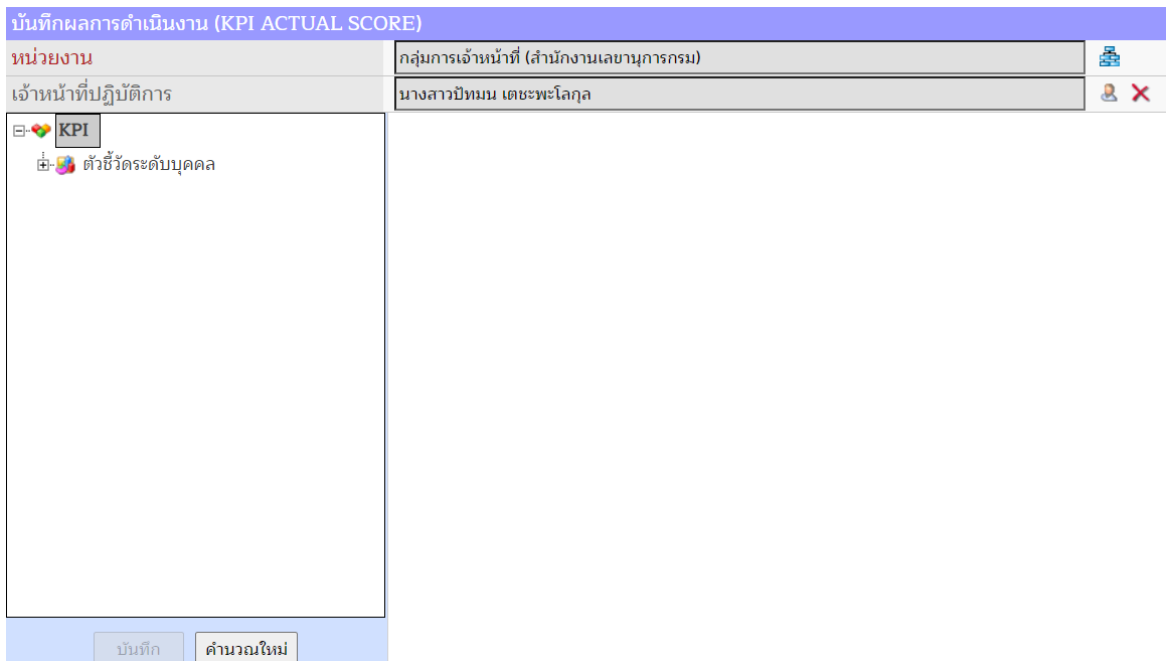 บันทึกผลการดำเนินงาน (KPI ACTUAL SCORE)
หน่วยงาน
กลุ่มการเจ้าหน้าที่ (สำนักงานเลขานุการกรม)
เจ้าหน้าที่ปฏิบัติการ
นางสาวปัทมน เตชะพะโลกุล
KPI
ตัวชี้วัดระดับบุคคล
บันทึก
คำนวณใหม่